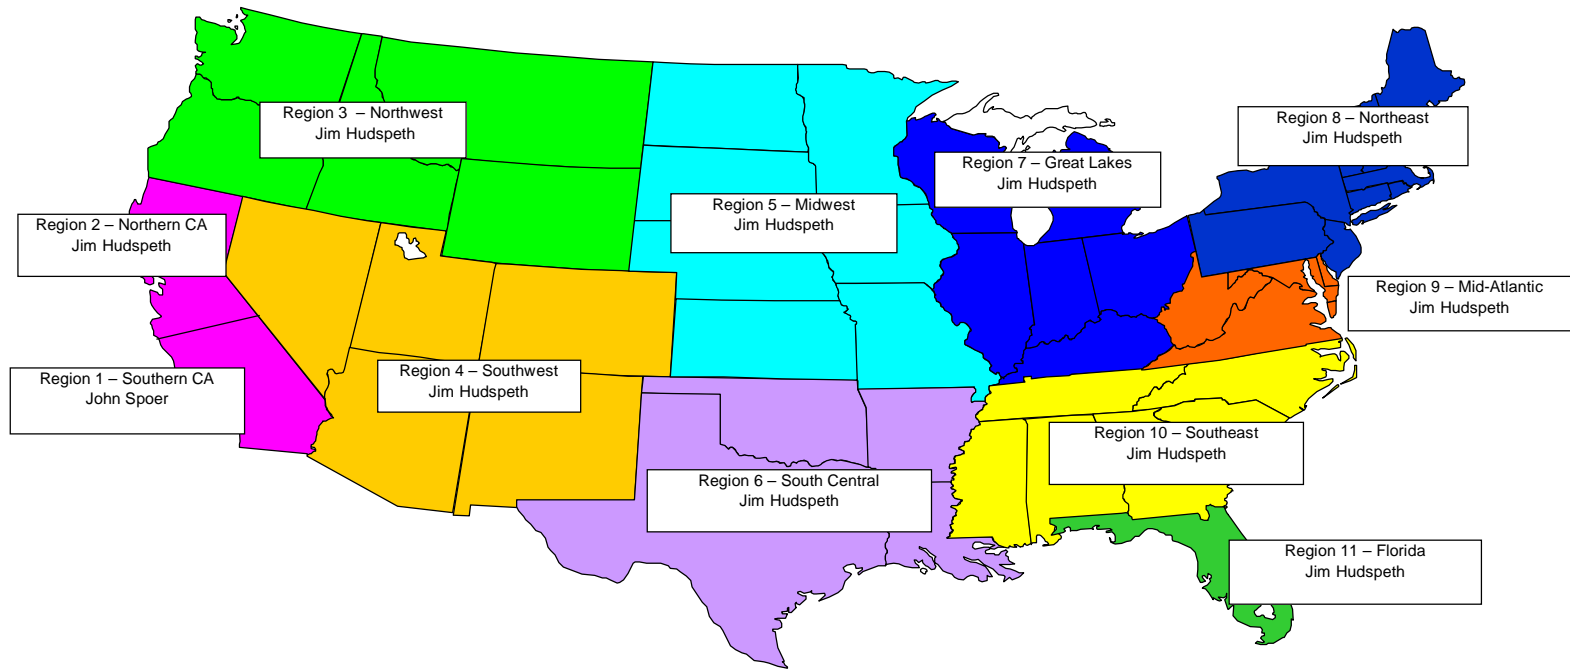 Region 3 – Northwest
Jim Hudspeth
Region 8 – Northeast
Jim Hudspeth
Region 7 – Great Lakes
Jim Hudspeth
Region 5 – Midwest
Jim Hudspeth
Region 2 – Northern CA
Jim Hudspeth
Region 9 – Mid-Atlantic
Jim Hudspeth
Region 4 – Southwest
Jim Hudspeth
Region 1 – Southern CA
John Spoer
Region 10 – Southeast
Jim Hudspeth
Region 6 – South Central
Jim Hudspeth
Region 11 – Florida
Jim Hudspeth